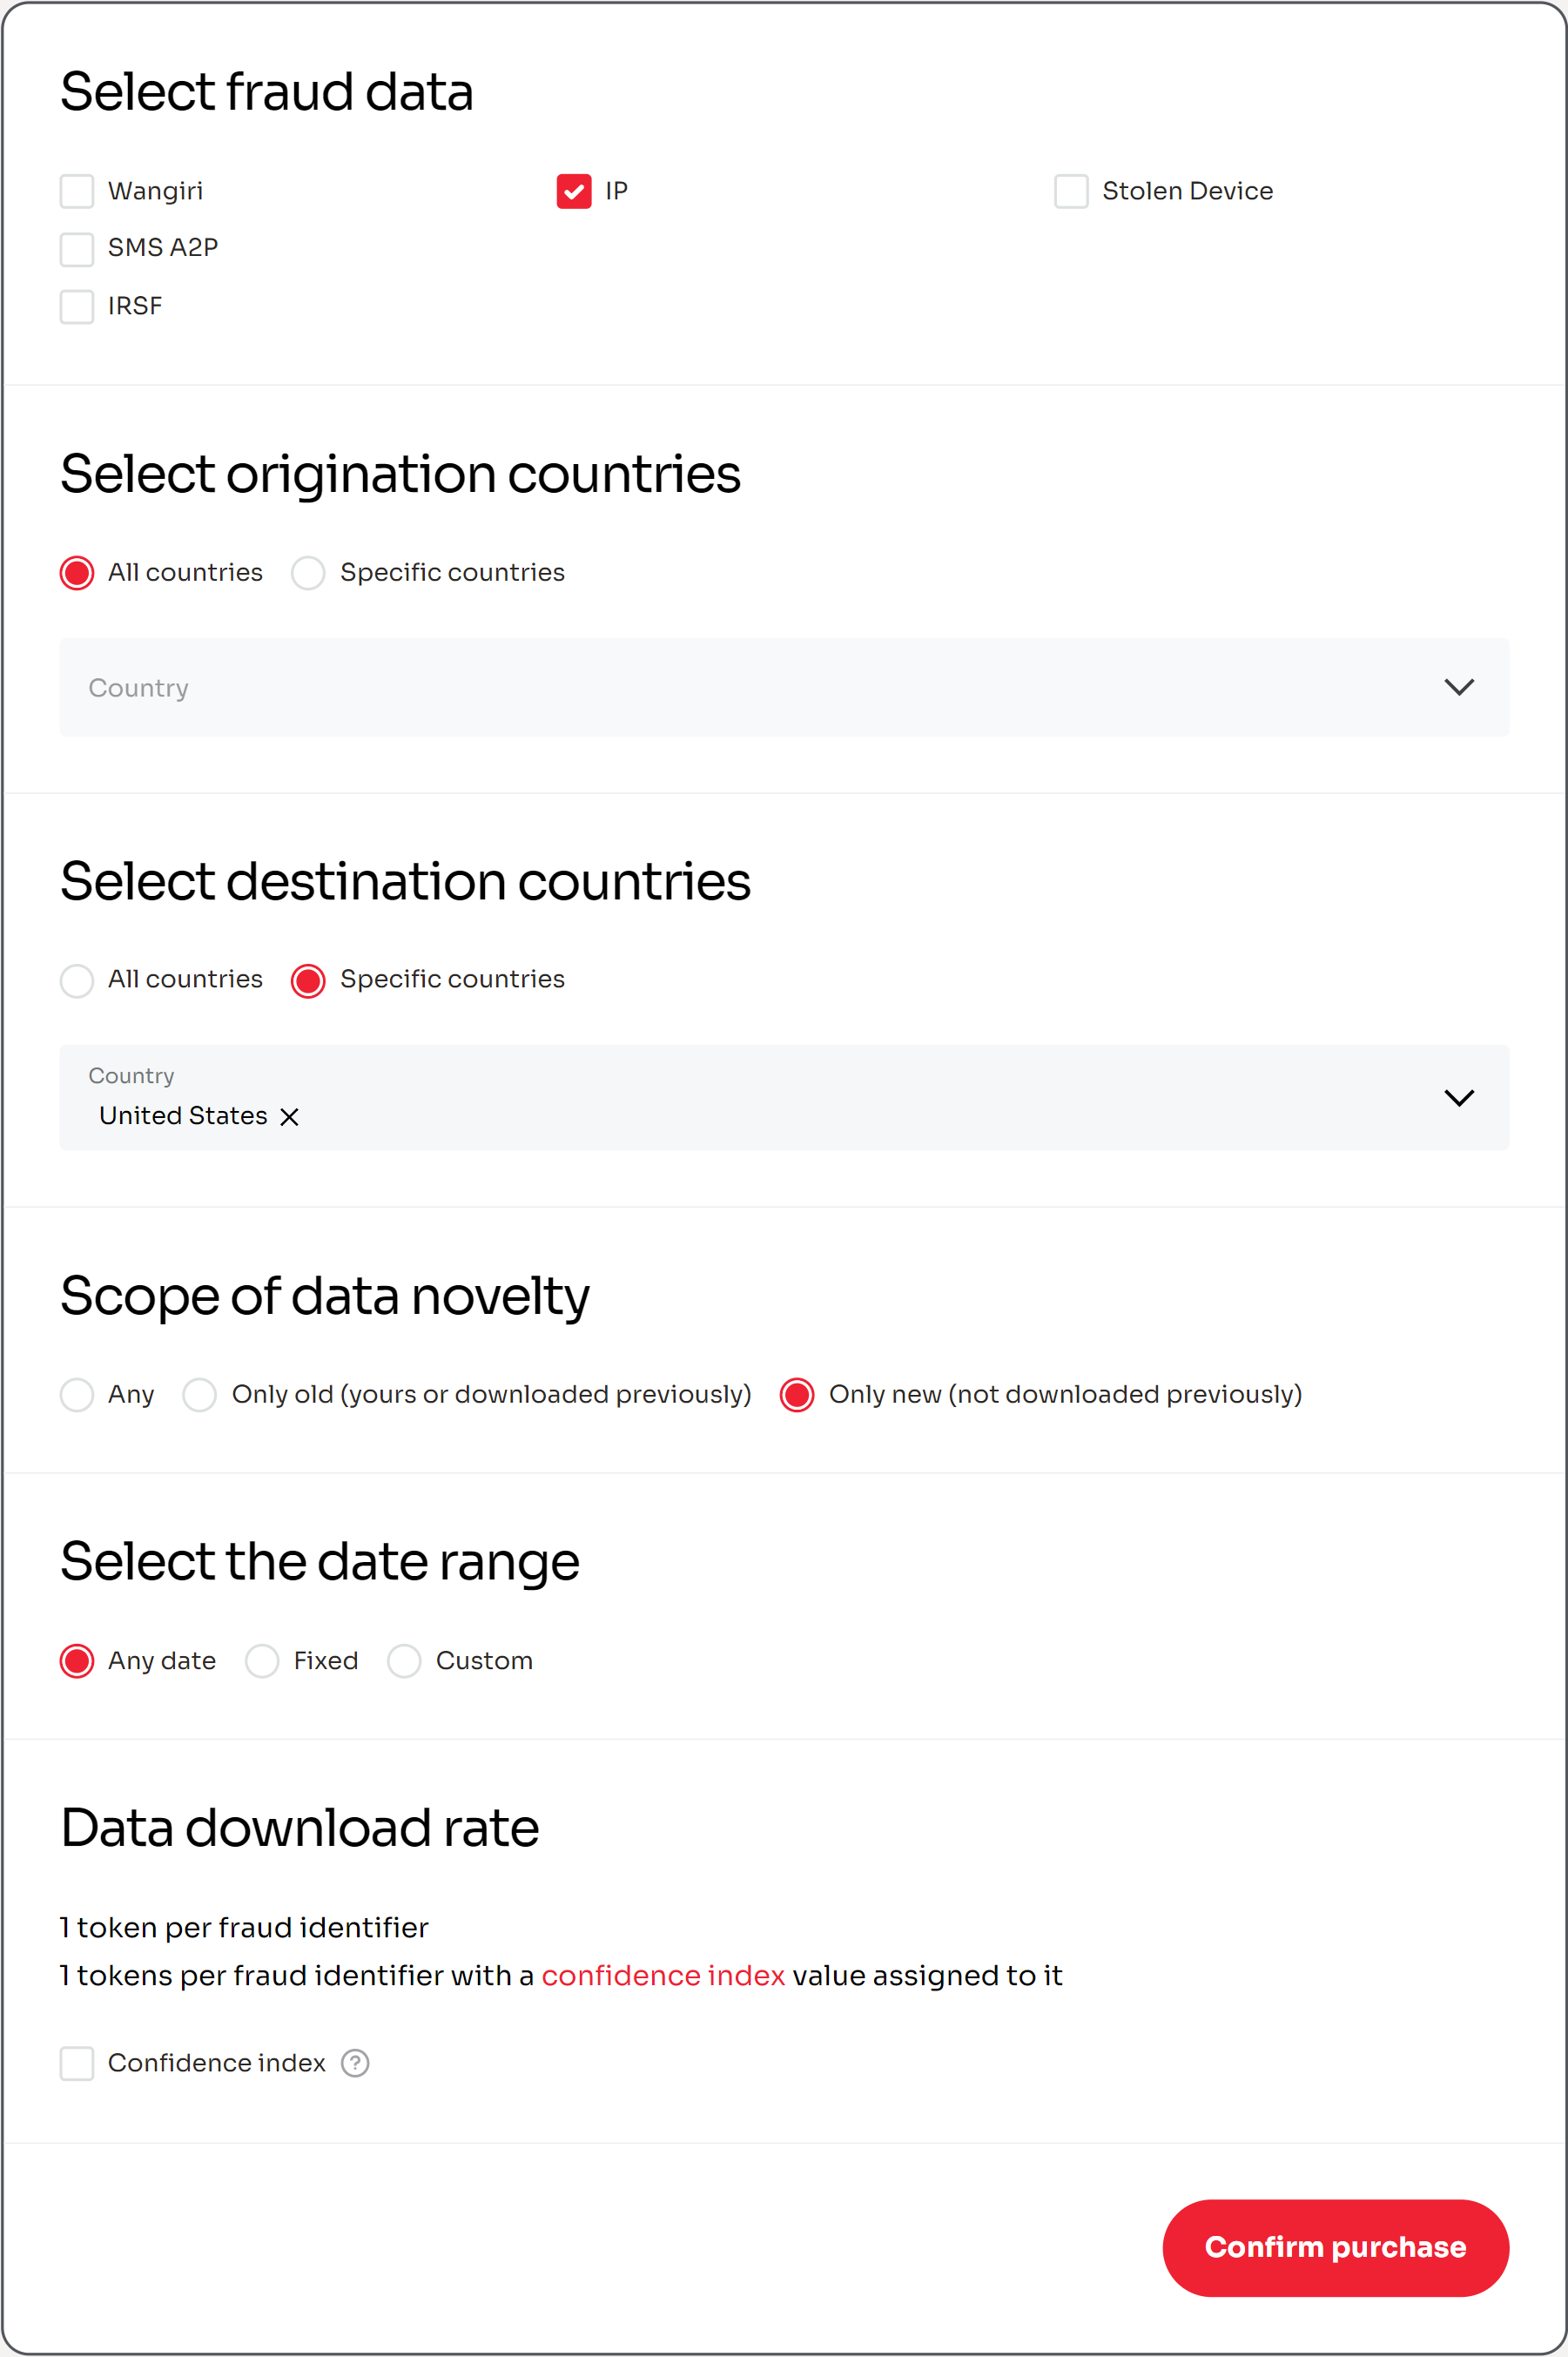 Select fraud data
Wangiri IP Stolen Device
SMS A2P
IRSF
Select origination countries
All countries Specific countries
Country
Select destination countries
All countries Specific countries
Country
United States
Scope of data novelty
Any Only old (yours or downloaded previously) Only new (not downloaded previously)
Select the date range
Any date Fixed Custom
Data download rate
1 token per fraud identifier
1 tokens per fraud identifier with a confidence index value assigned to it
Confidence index ?
Confirm purchase